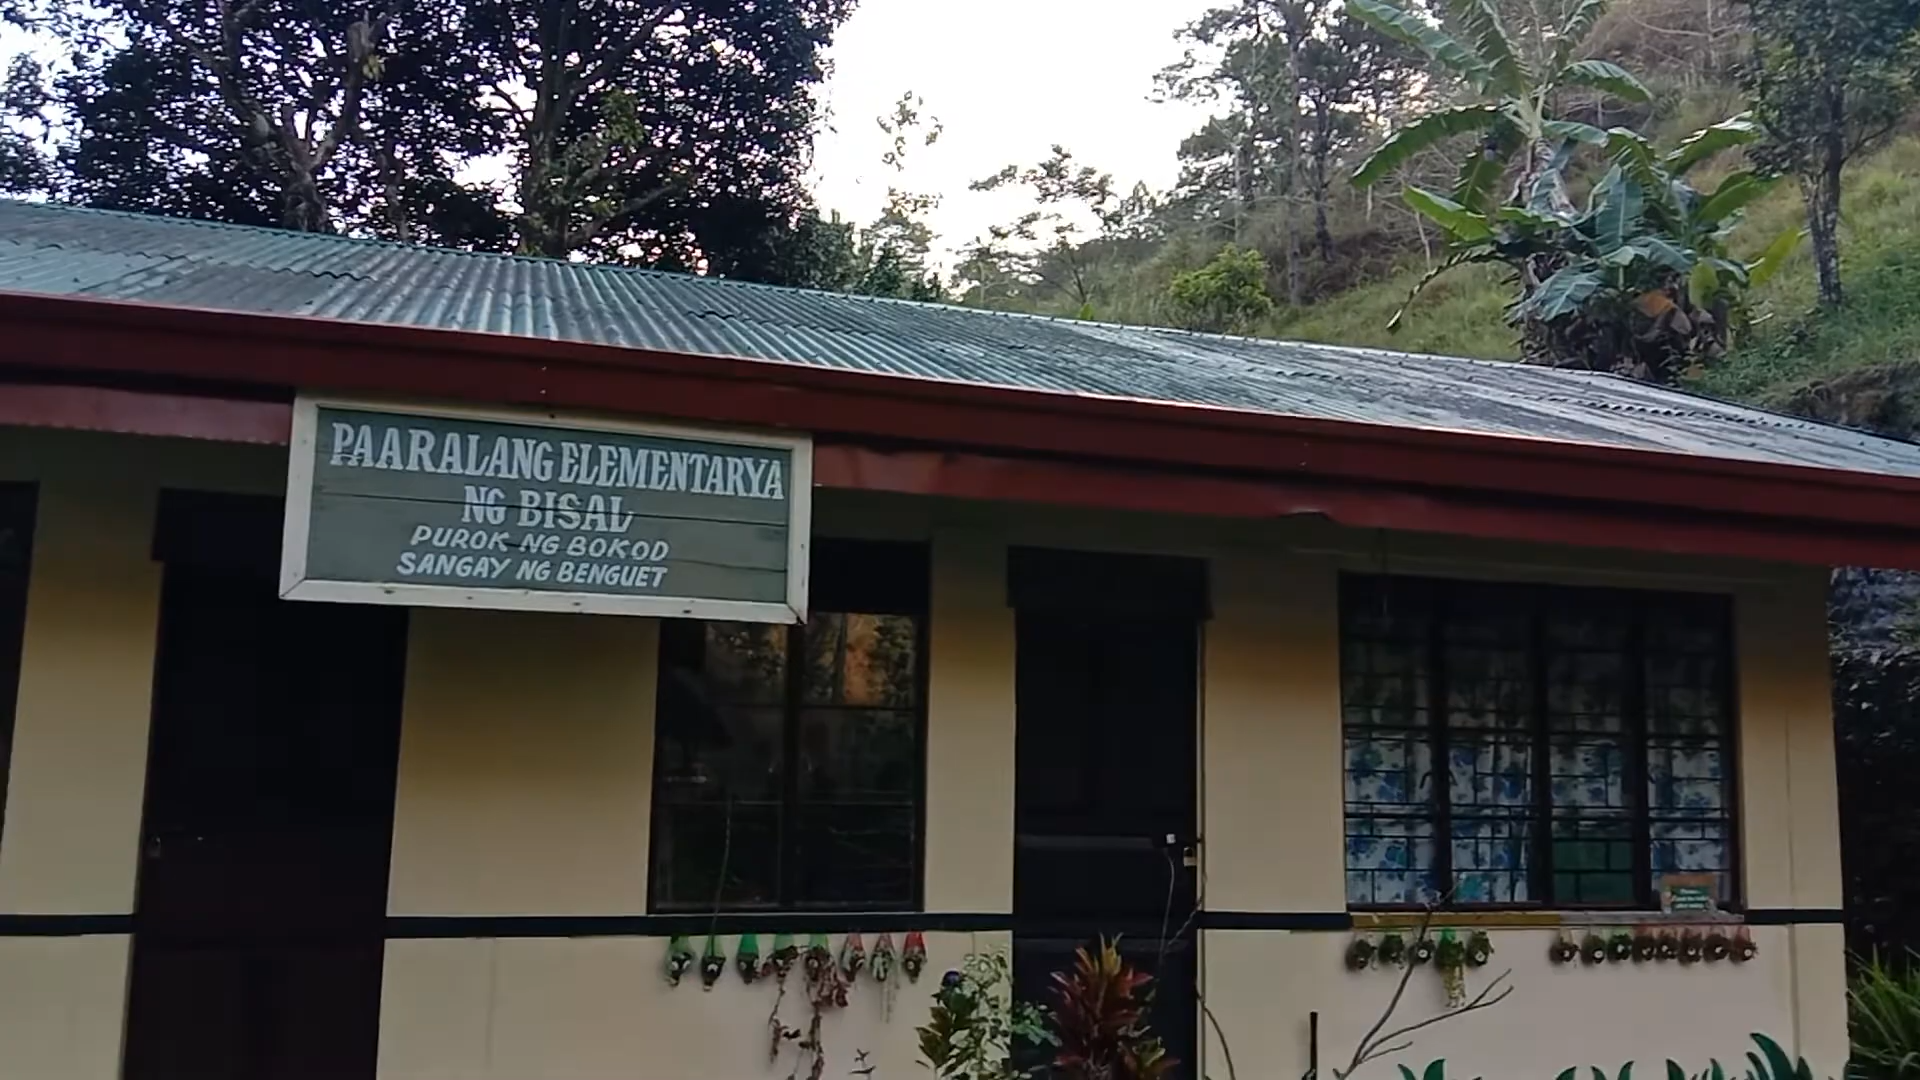 PAARALANG ELEMENTARYA
NG BISAL
PUROK NG BOKOD
SANGAY NG BENGUET